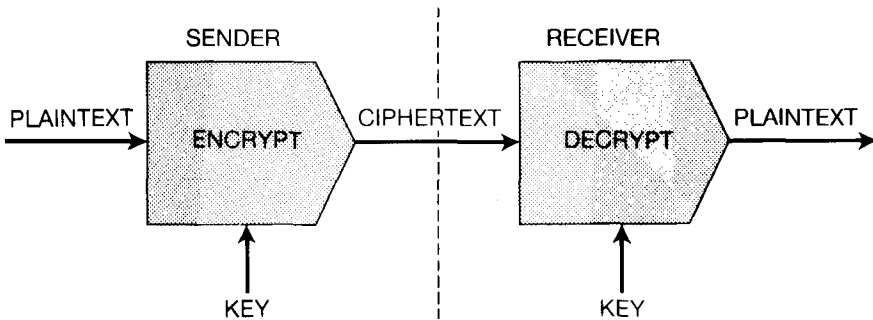 SENDER
RECEIVER
PLAINTEXT
ENCRYPT
CIPHERTEXT
DECRYPT
PLAINTEXT
KEY
KEY